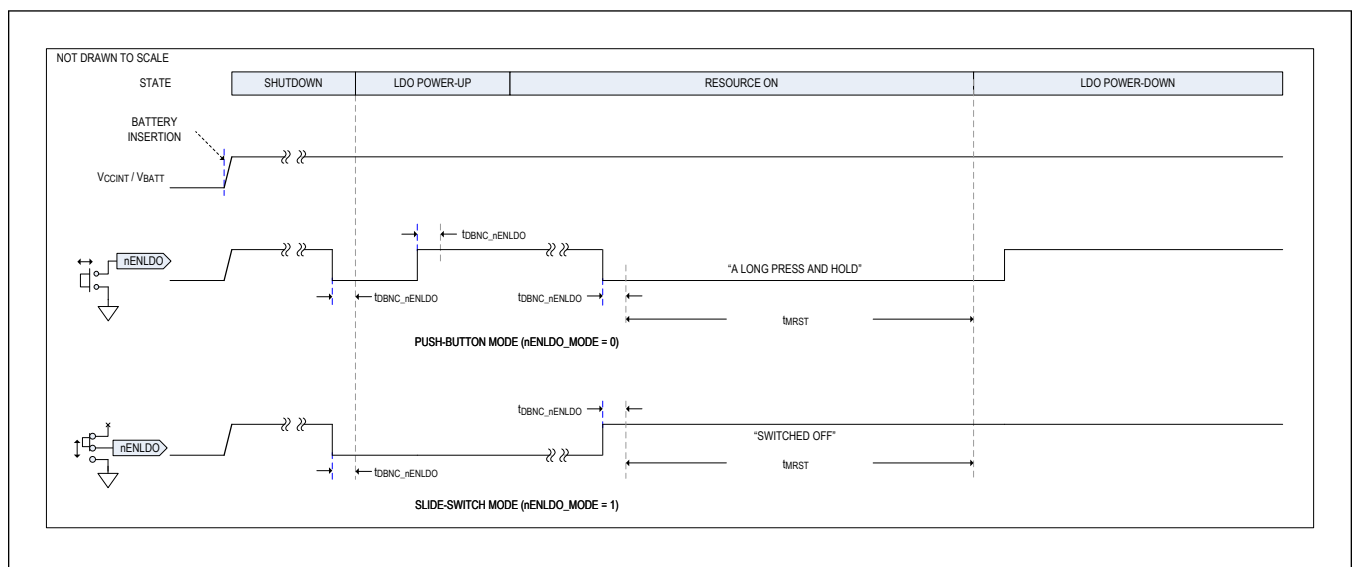 NOT DRAWN TO SCALE
STATE
SHUTDOWN
LDO POWER-UP
RESOURCE ON
LDO POWER-DOWN
BATTERY
INSERTION
VCCINT / VBATT
nENLDO
tDBNC_nENLDO
tDBNC_nENLDO
tDBNC_nENLDO
“A LONG PRESS AND HOLD”
tMRST
PUSH-BUTTON MODE (nENLDO_MODE = 0)
nENLDO
tDBNC_nENLDO
tDBNC_nENLDO
“SWITCHED OFF”
tMRST
SLIDE-SWITCH MODE (nENLDO_MODE = 1)